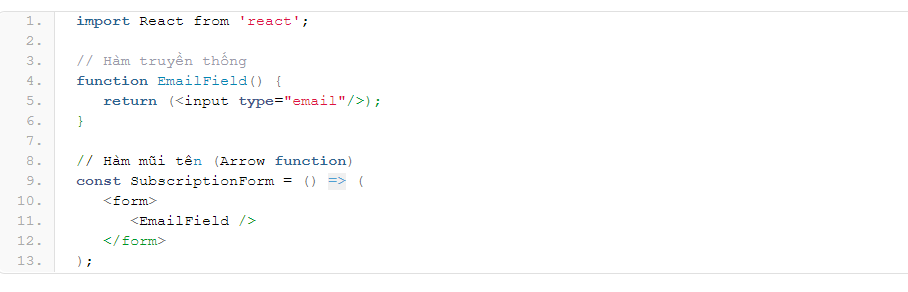 1. import React from 'react';
2.
3. // Hàm truyền thống
4. function EmailField() {
5.    return (<input type="email"/>);
6. }
7.
8. // Hàm mũi tên (Arrow function)
9. const SubscriptionForm = () => (
10.    <form>
11.       <EmailField />
12.    </form>
13. );